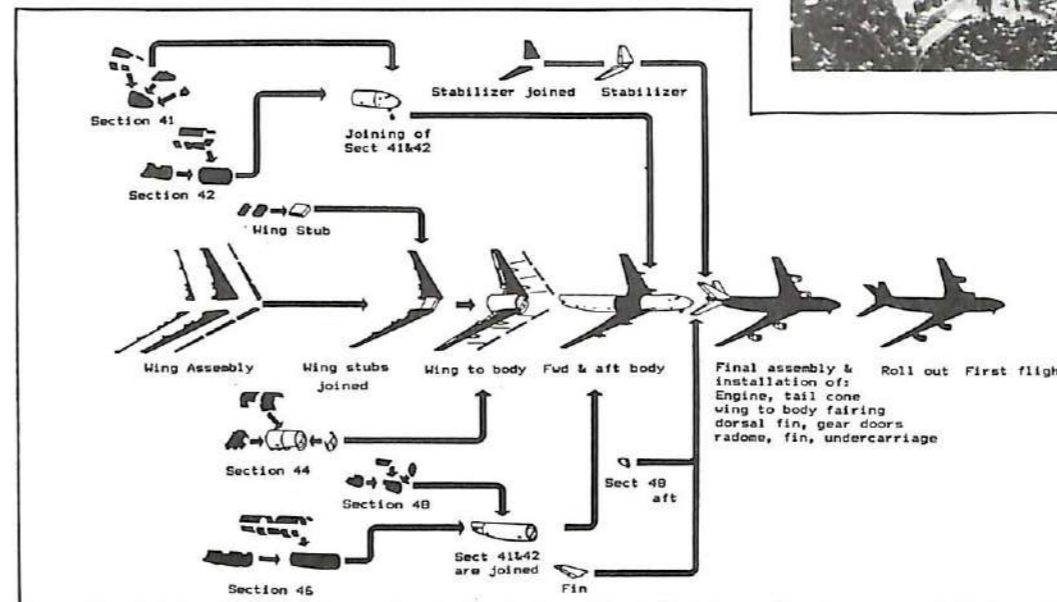 Section 41
Section 42
Joining of
Sect 41&42
Stabilizer joined
Stabilizer
Wing Stub
Wing Assembly
Wing stubs
joined
Wing to body
Fwd & aft body
Final assembly &
installation of:
Engine, tail cone
wing to body fairing
dorsal fin, gear doors
radome, fin, undercarriage
Roll out
First fligh
Section 44
Section 48
Section 46
Sect 41&42
are joined
Sect 48
aft
Fin